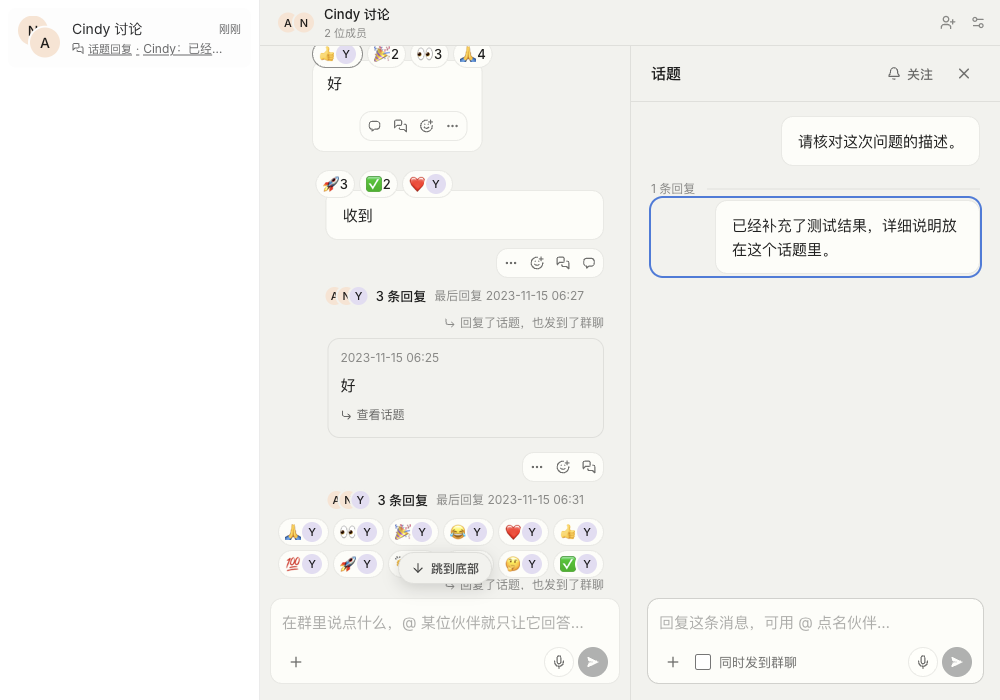 N
A
Cindy 讨论
刚刚
话题回复 · Cindy：已经…
A N
Cindy 讨论
2 位成员
👍 Y 🎉2 👀3 🙏4
好
🚀3 ✅2 ❤️ Y
收到
A N Y 3 条回复 最后回复 2023-11-15 06:27
回复了话题，也发到了群聊
2023-11-15 06:25
好
查看话题
A N Y 3 条回复 最后回复 2023-11-15 06:31
🙏 Y 👀 Y 🎉 Y 😂 Y ❤️ Y 👍 Y
💯 Y 🚀 Y 🤔 Y ✅ Y
跳到底部
回复了话题，也发到了群聊
在群里说点什么，@ 某位伙伴就只让它回答…
话题
关注
请核对这次问题的描述。
1 条回复
已经补充了测试结果，详细说明放
在这个话题里。
回复这条消息，可用 @ 点名伙伴…
同时发到群聊